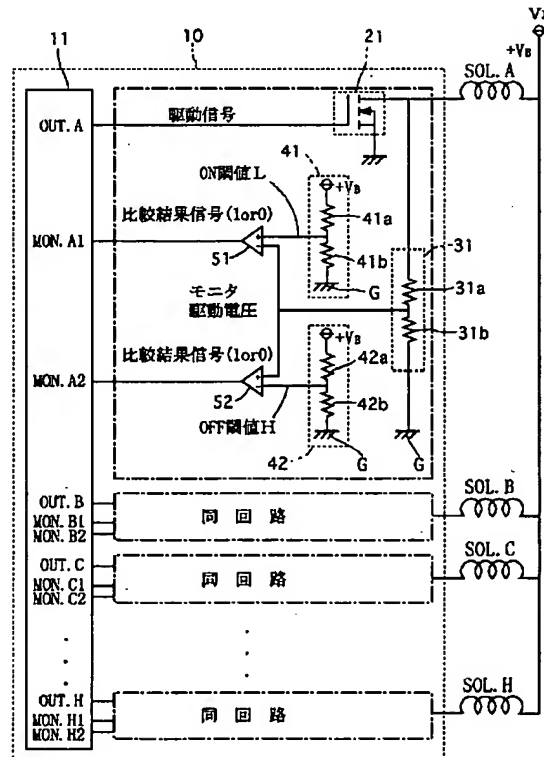 11
10
21
+VB
SOL.A
OUT.A
駆動信号
ON閾値L
41
+VB
比較結果信号(1or0)
41a
31
MON.A1
51
41b
31a
モニタ
駆動電圧
G
31b
+VB
比較結果信号(1or0)
42a
MON.A2
52
42b
OFF閾値H
42
G
G
OUT.B
MON.B1
MON.B2
同回路
SOL.B
OUT.C
MON.C1
MON.C2
同回路
SOL.C
OUT.H
MON.H1
MON.H2
同回路
SOL.H